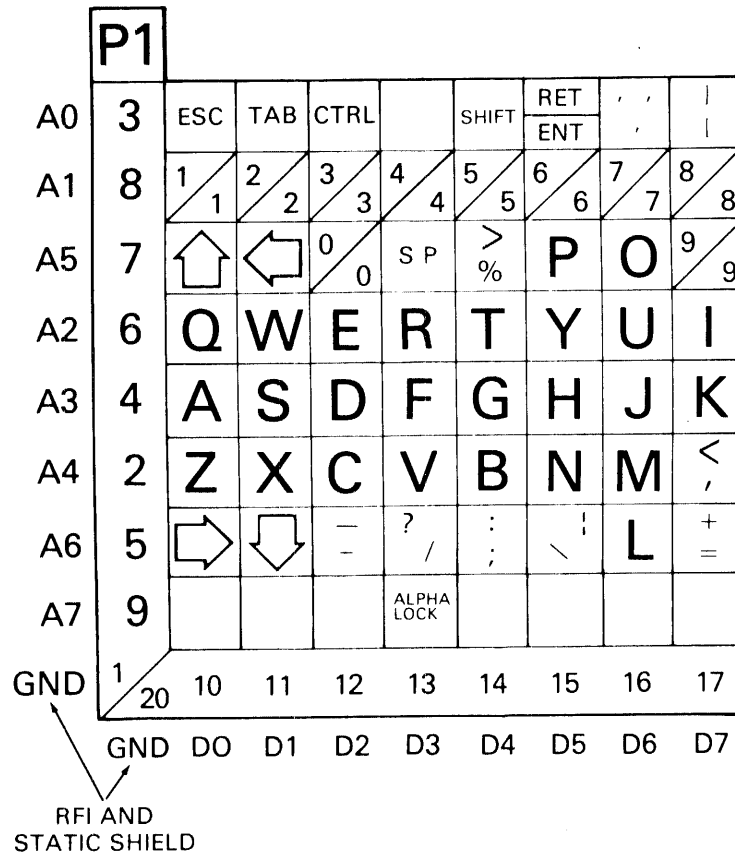 P1
A0 3 ESC TAB CTRL SHIFT RET ENT ' ' , | |
A1 8 1 1 2 2 3 3 4 4 5 5 6 6 7 7 8 8
A5 7 0 0 SP > % P O 9 9
A2 6 Q W E R T Y U I
A3 4 A S D F G H J K
A4 2 Z X C V B N M < ,
A6 5 — - ? / : ; \ ¦ L + =
A7 9 ALPHA LOCK
GND 1 20 10 11 12 13 14 15 16 17
GND D0 D1 D2 D3 D4 D5 D6 D7
RFI AND
STATIC SHIELD